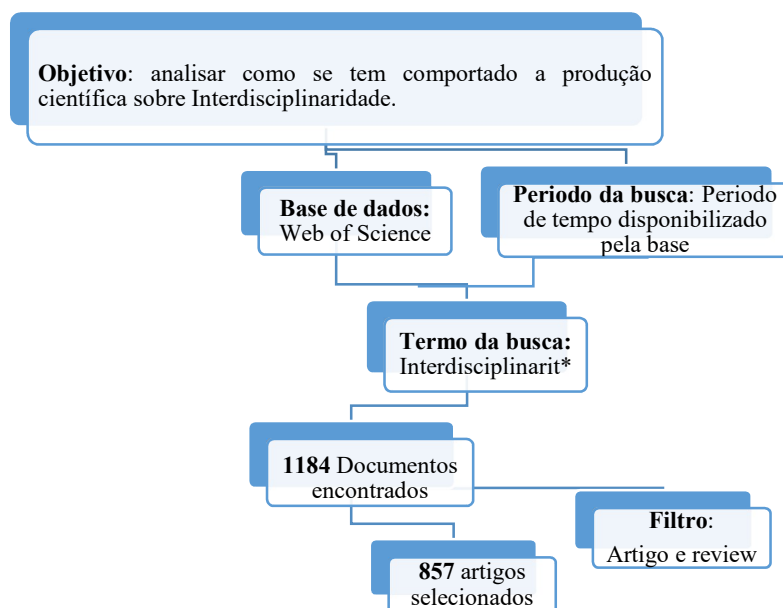 Objetivo: analisar como se tem comportado a produção
científica sobre Interdisciplinaridade.
Base de dados:
Web of Science
Periodo da busca: Periodo
de tempo disponibilizado
pela base
Termo da busca:
Interdisciplinarit*
1184 Documentos
encontrados
Filtro:
Artigo e review
857 artigos
selecionados